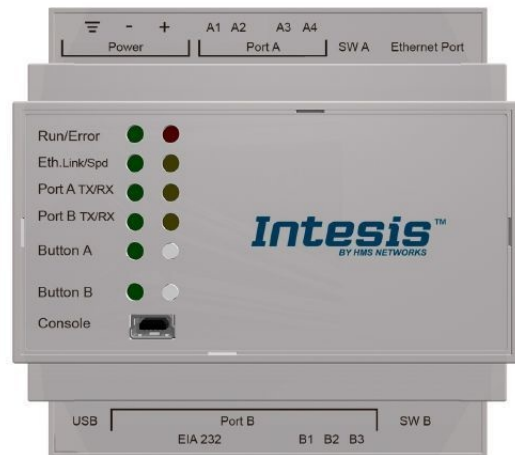 - + A1 A2 A3 A4
Power Port A SW A Ethernet Port
Run/Error
Eth.Link/Spd
Port A TX/RX
Port B TX/RX
Button A
Button B
Console
Intesis™
BY HMS NETWORKS
USB Port B SW B
EIA 232 B1 B2 B3